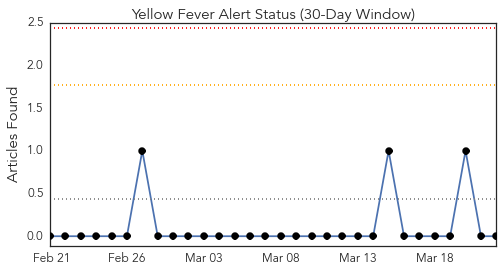 Yellow Fever Alert Status (30-Day Window)
2.5
2.0
1.5
1.0
0.5
0.0
Articles Found
Feb 21 Feb 26 Mar 03 Mar 08 Mar 13 Mar 18